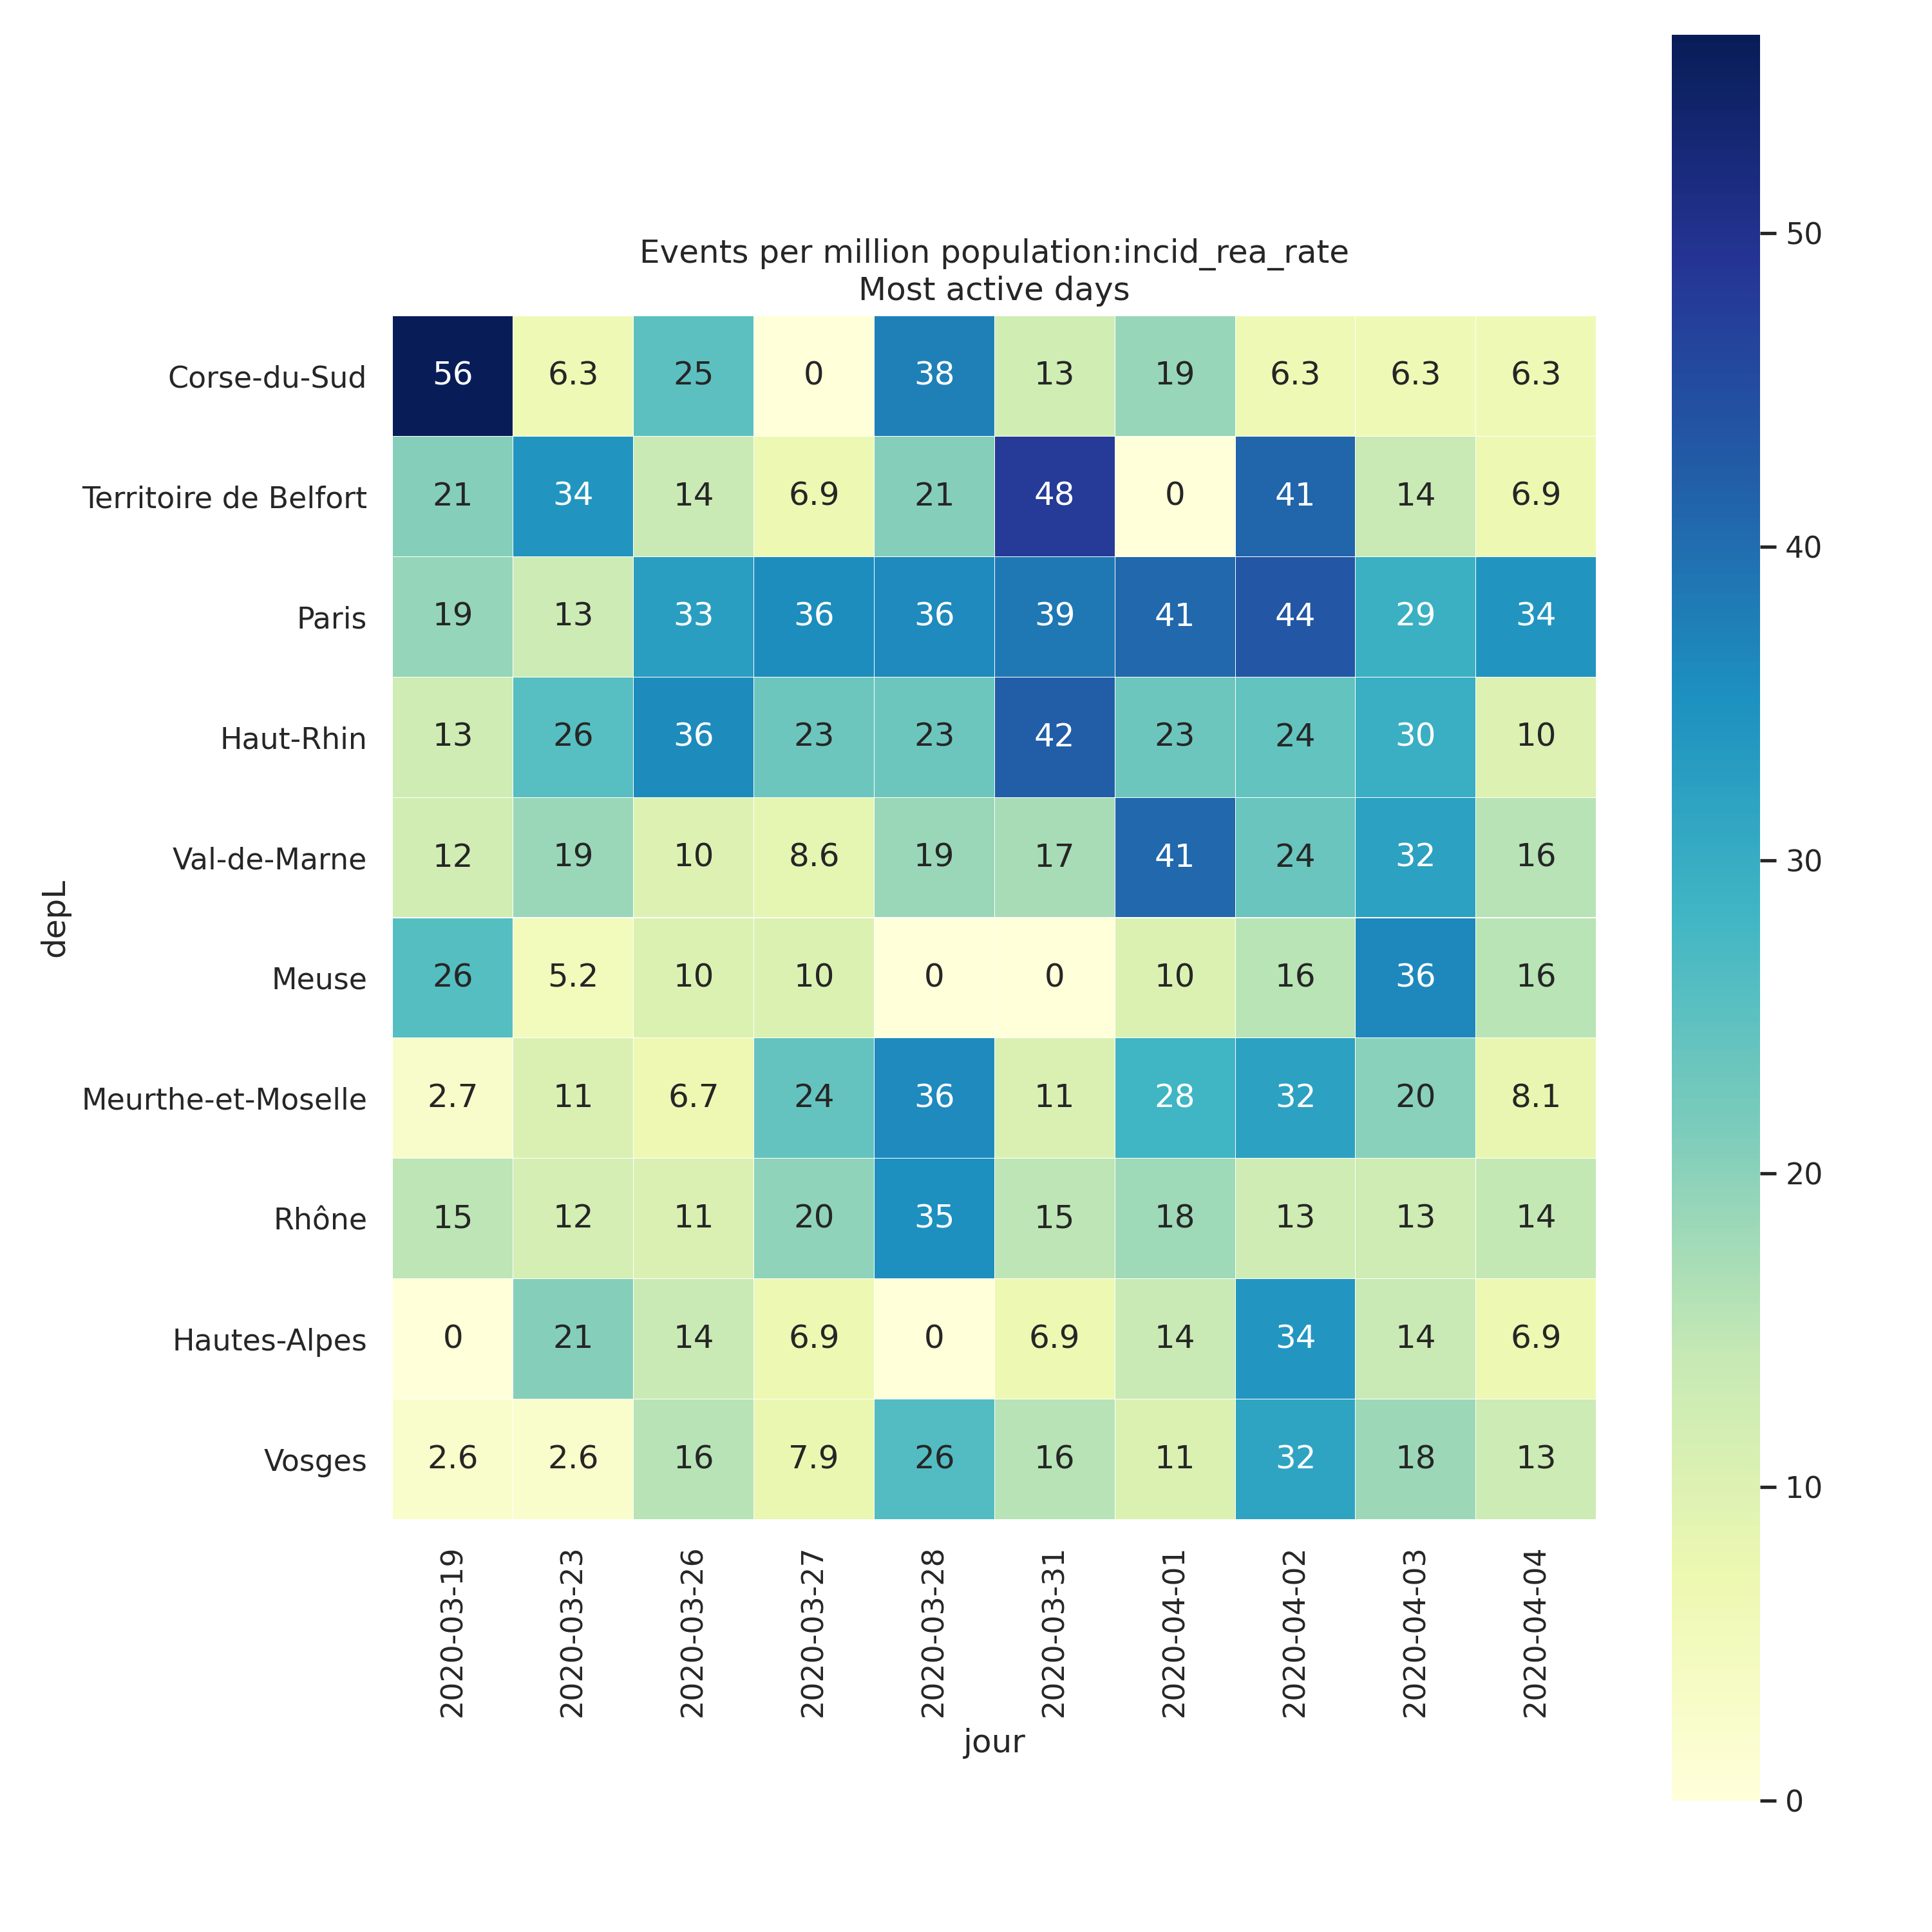 Events per million population:incid_rea_rate
Most active days
depL
Corse-du-Sud 56 6.3 25 0 38 13 19 6.3 6.3 6.3
Territoire de Belfort 21 34 14 6.9 21 48 0 41 14 6.9
Paris 19 13 33 36 36 39 41 44 29 34
Haut-Rhin 13 26 36 23 23 42 23 24 30 10
Val-de-Marne 12 19 10 8.6 19 17 41 24 32 16
Meuse 26 5.2 10 10 0 0 10 16 36 16
Meurthe-et-Moselle 2.7 11 6.7 24 36 11 28 32 20 8.1
Rhône 15 12 11 20 35 15 18 13 13 14
Hautes-Alpes 0 21 14 6.9 0 6.9 14 34 14 6.9
Vosges 2.6 2.6 16 7.9 26 16 11 32 18 13
2020-03-19 2020-03-23 2020-03-26 2020-03-27 2020-03-28 2020-03-31 2020-04-01 2020-04-02 2020-04-03 2020-04-04
jour
50
40
30
20
10
0